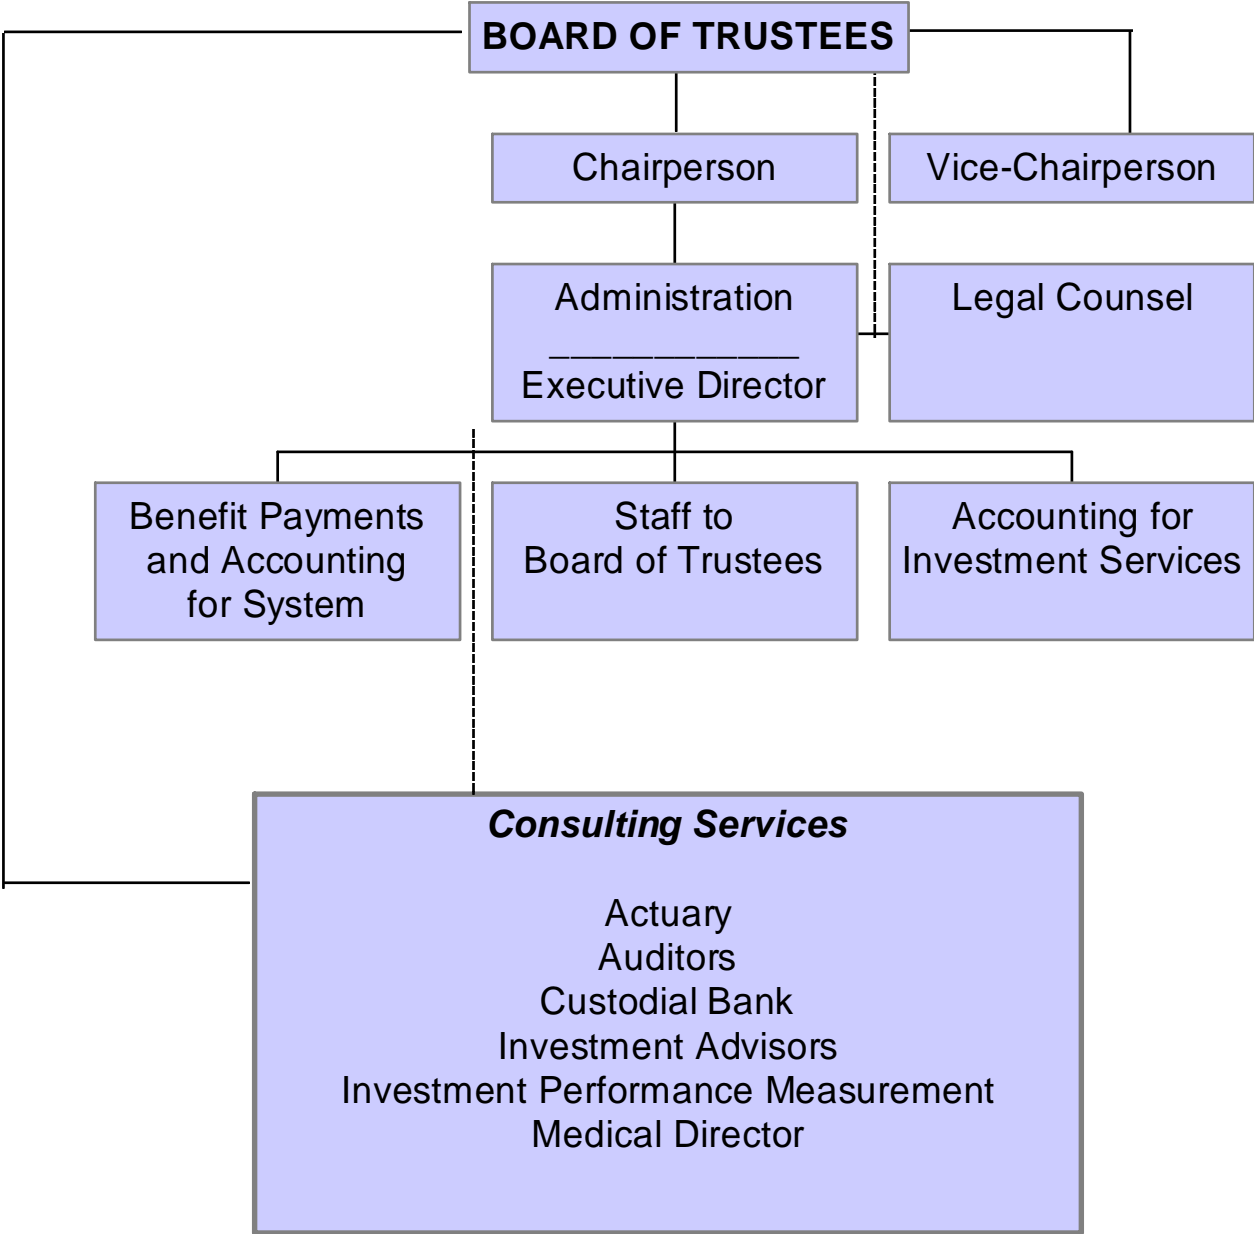 BOARD OF TRUSTEES
Chairperson
Vice-Chairperson
Administration
____________
Executive Director
Legal Counsel
Benefit Payments
and Accounting
for System
Staff to
Board of Trustees
Accounting for
Investment Services
Consulting Services
Actuary
Auditors
Custodial Bank
Investment Advisors
Investment Performance Measurement
Medical Director